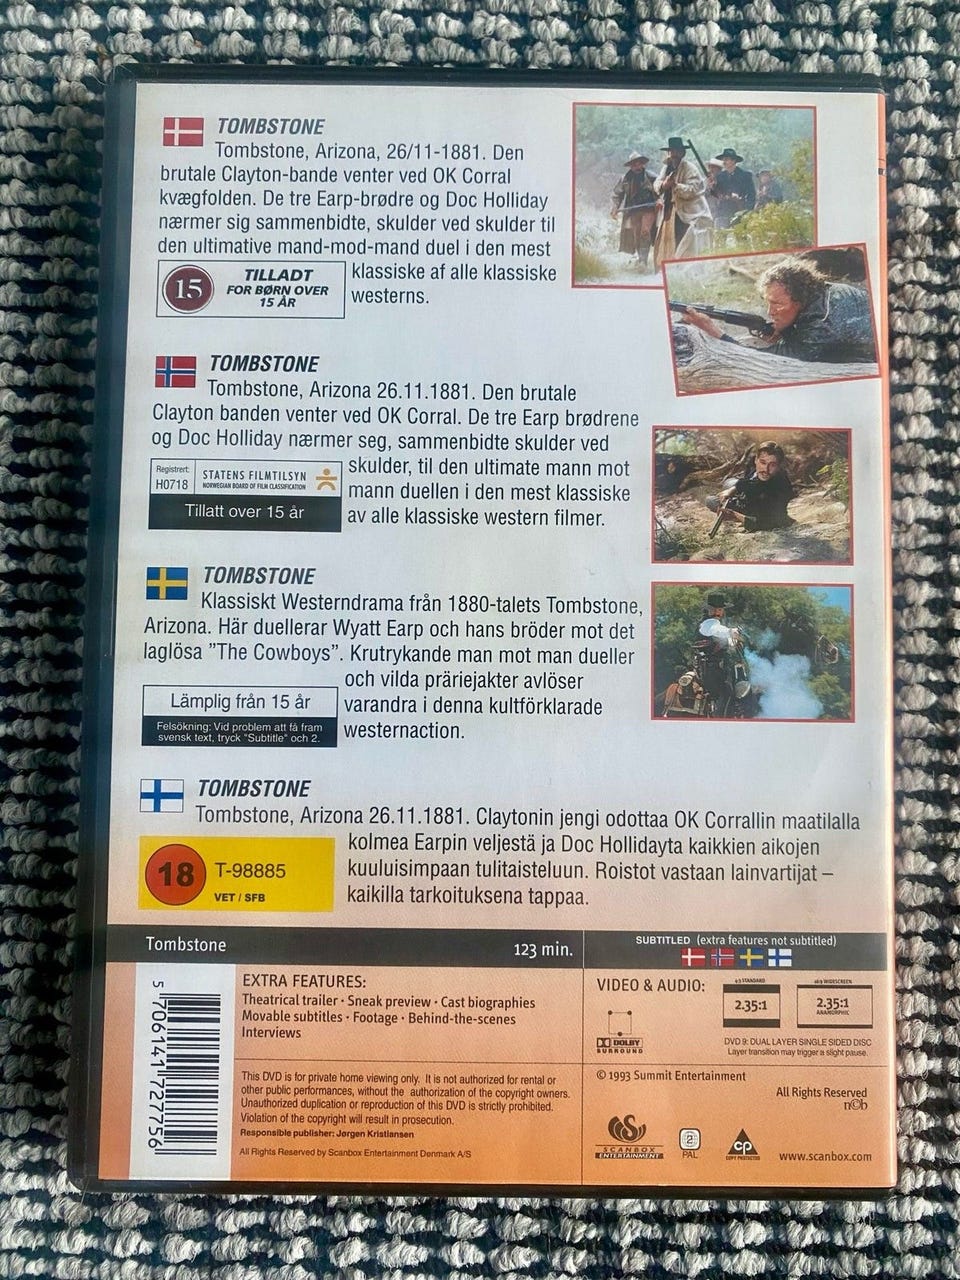 TOMBSTONE
Tombstone, Arizona, 26/11-1881. Den
brutale Clayton-bande venter ved OK Corral
kvægfolden. De tre Earp-brødre og Doc Holliday
nærmer sig sammenbidte, skulder ved skulder til
den ultimative mand-mod-mand duel i den mest
klassiske af alle klassiske
westerns.
15
TILLADT
FOR BØRN OVER
15 ÅR
TOMBSTONE
Tombstone, Arizona 26.11.1881. Den brutale
Clayton banden venter ved OK Corral. De tre Earp brødrene
og Doc Holliday nærmer seg, sammenbidte skulder ved
skulder, til den ultimate mann mot
mann duellen i den mest klassiske
av alle klassiske western filmer.
Registrert:
H0718
STATENS FILMTILSYN
NORWEGIAN BOARD OF FILM CLASSIFICATION
Tillatt over 15 år
TOMBSTONE
Klassiskt Westerndrama från 1880-talets Tombstone,
Arizona. Här duellerar Wyatt Earp och hans bröder mot det
laglösa ”The Cowboys”. Krutrykande man mot man dueller
och vilda präriejakter avlöser
varandra i denna kultförklarade
westernaction.
Lämplig från 15 år
Felsökning: Vid problem att få fram
svensk text, tryck "Subtitle" och 2.
TOMBSTONE
Tombstone, Arizona 26.11.1881. Claytonin jengi odottaa OK Corrallin maatilalla
kolmea Earpin veljestä ja Doc Hollidayta kaikkien aikojen
kuuluisimpaan tulitaisteluun. Roistot vastaan lainvartijat –
kaikilla tarkoituksena tappaa.
18
T-98885
VET / SFB
Tombstone
123 min.
SUBTITLED (extra features not subtitled)
5 706141 727756
EXTRA FEATURES:
Theatrical trailer · Sneak preview · Cast biographies
Movable subtitles · Footage · Behind-the-scenes
Interviews
VIDEO & AUDIO:
DOLBY
SURROUND
4:3 STANDARD
2.35:1
16:9 WIDESCREEN
2.35:1
ANAMORPHIC
DVD 9: DUAL LAYER SINGLE SIDED DISC
Layer transition may trigger a slight pause.
This DVD is for private home viewing only. It is not authorized for rental or
other public performances, without the authorization of the copyright owners.
Unauthorized duplication or reproduction of this DVD is strictly prohibited.
Violation of the copyright will result in prosecution.
Responsible publisher: Jørgen Kristiansen
All Rights Reserved by Scanbox Entertainment Denmark A/S
© 1993 Summit Entertainment
All Rights Reserved
n©b
SCANBOX
ENTERTAINMENT
2
PAL
CP
COPY PROTECTED
www.scanbox.com